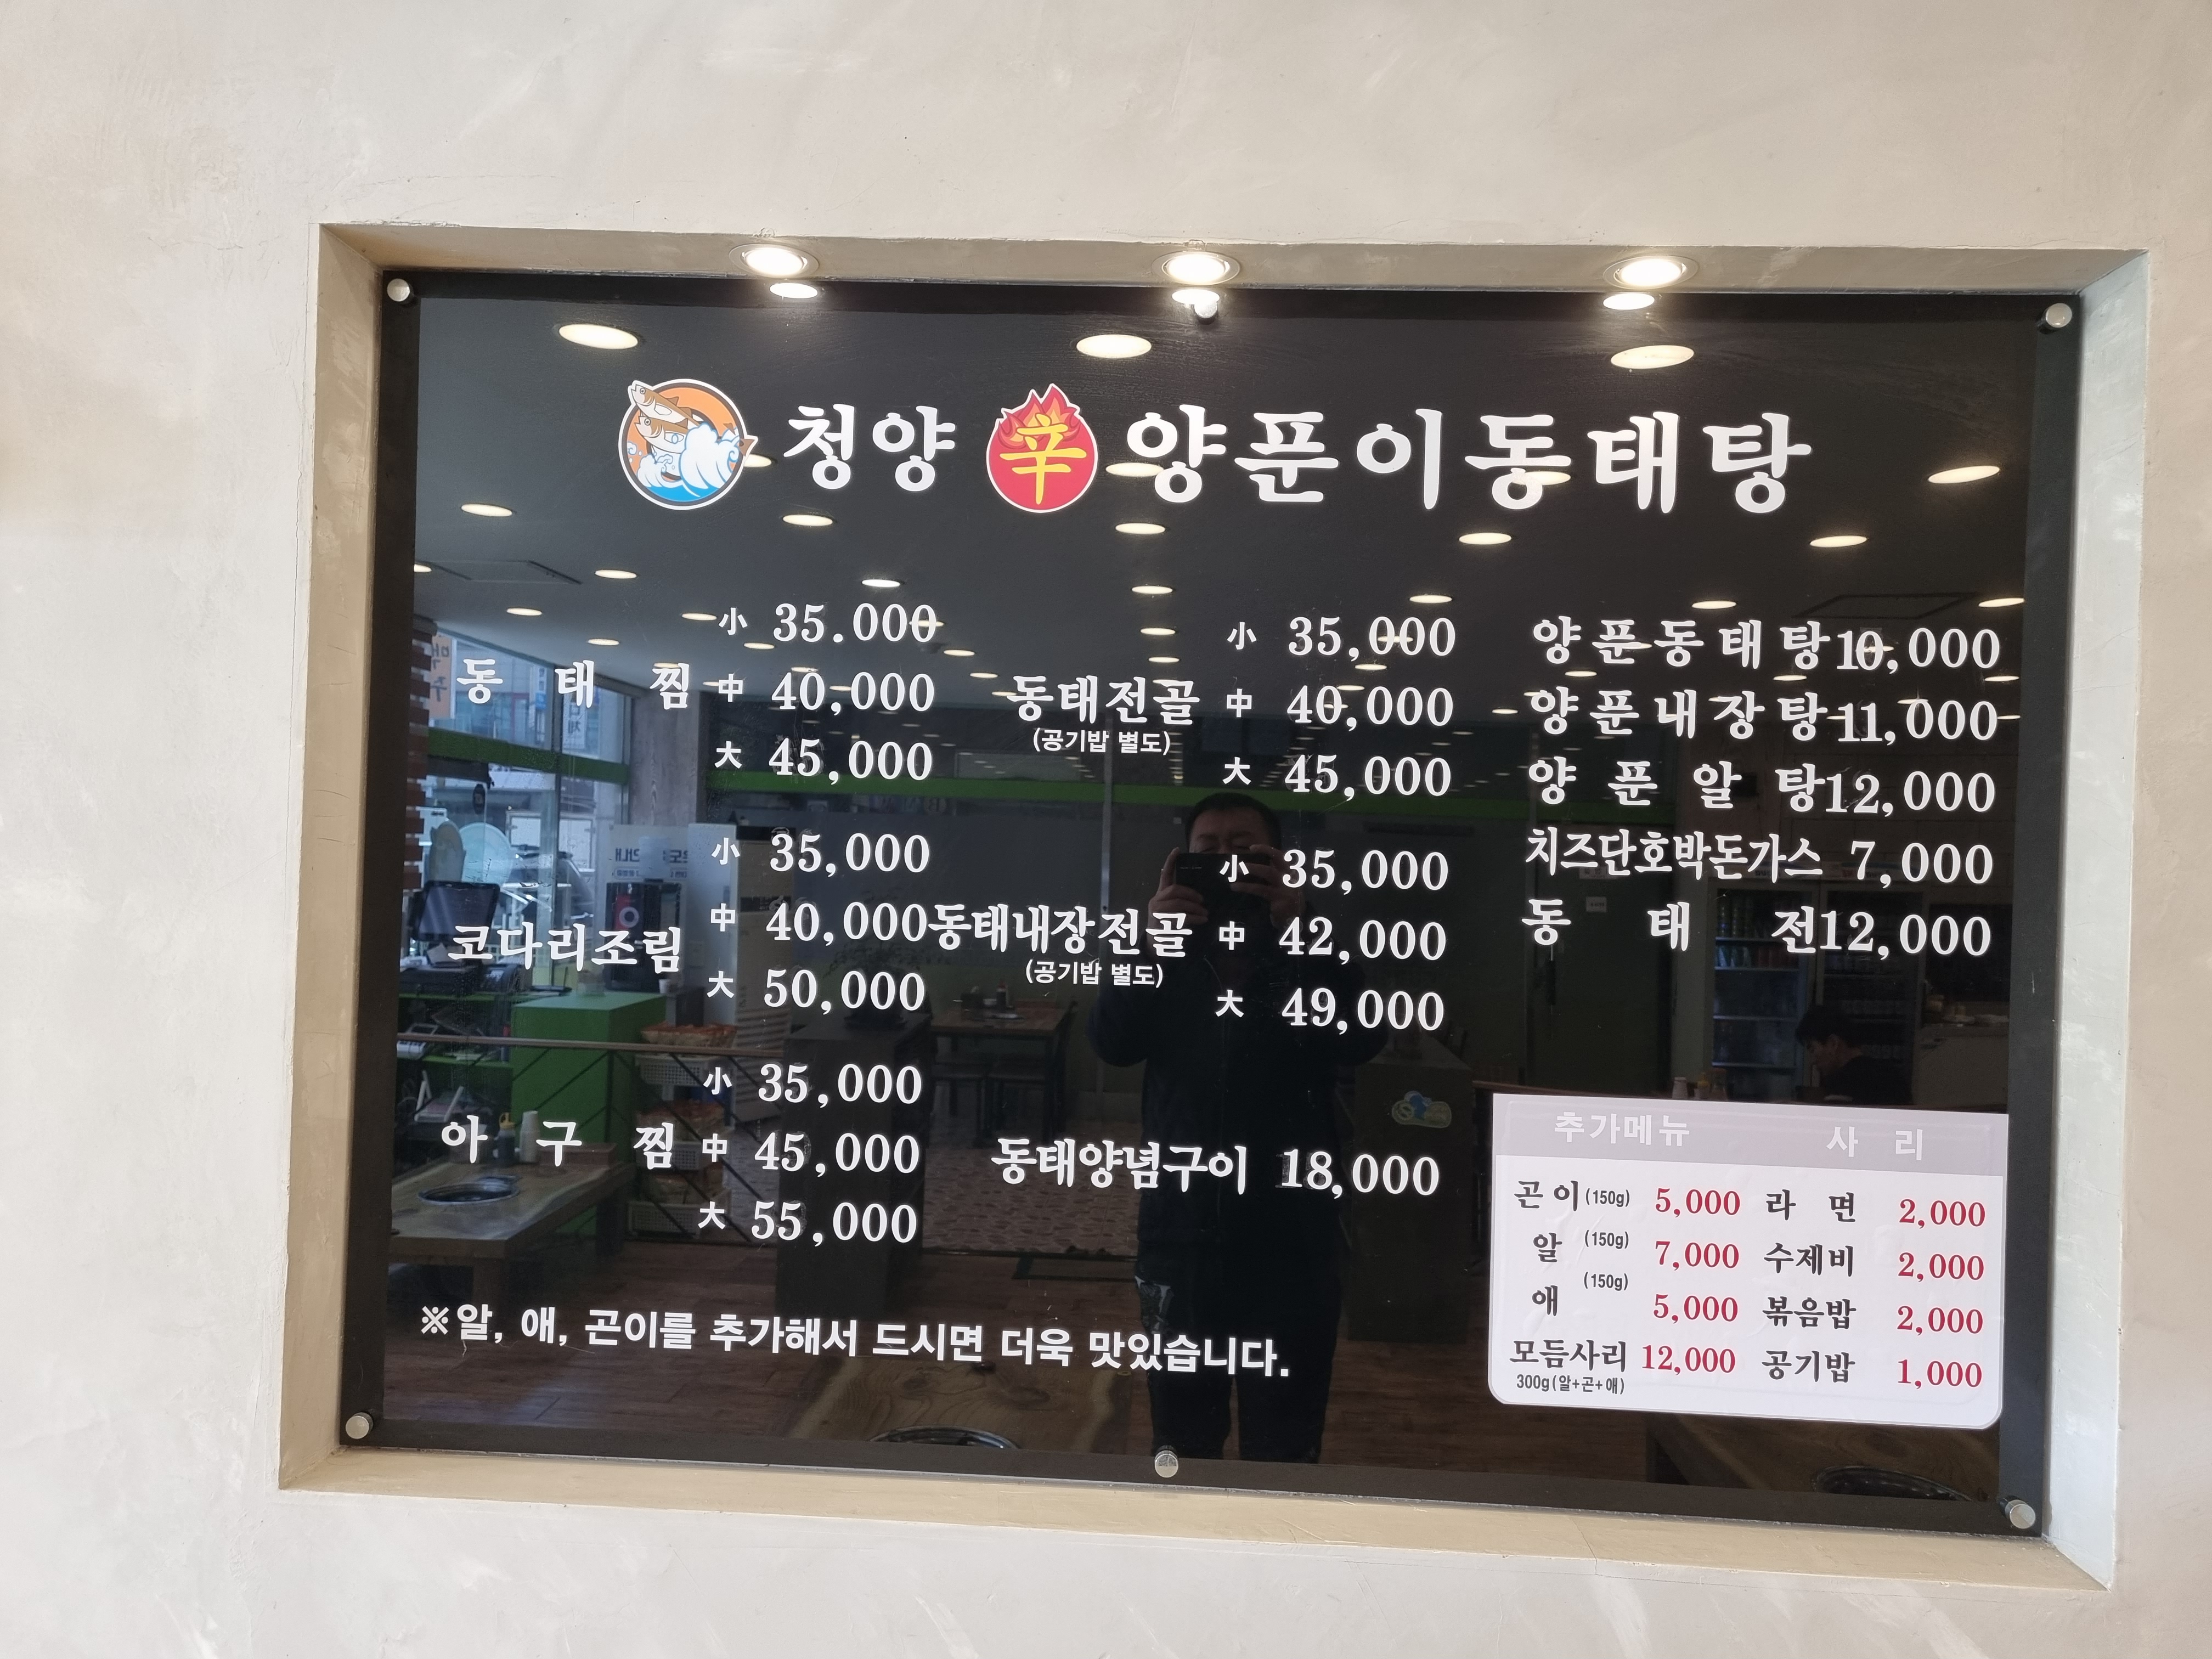 청양 辛 양푼이동태탕
동태찜
小 35.000
中 40,000
大 45,000
코다리조림
小 35,000
中 40,000
大 50,000
아구찜
小 35,000
中 45,000
大 55,000
동태전골
(공기밥 별도)
小 35,000
中 40,000
大 45,000
동태내장전골
(공기밥 별도)
小 35,000
中 42,000
大 49,000
동태양념구이 18,000
양푼동태탕 10,000
양푼내장탕 11,000
양푼알탕 12,000
치즈단호박돈가스 7,000
동태전 12,000
※알, 애, 곤이를 추가해서 드시면 더욱 맛있습니다.
추가메뉴 사리
곤이(150g) 5,000 라면 2,000
알 (150g) 7,000 수제비 2,000
애 (150g) 5,000 볶음밥 2,000
모듬사리 12,000 공기밥 1,000
300g(알+곤+애)